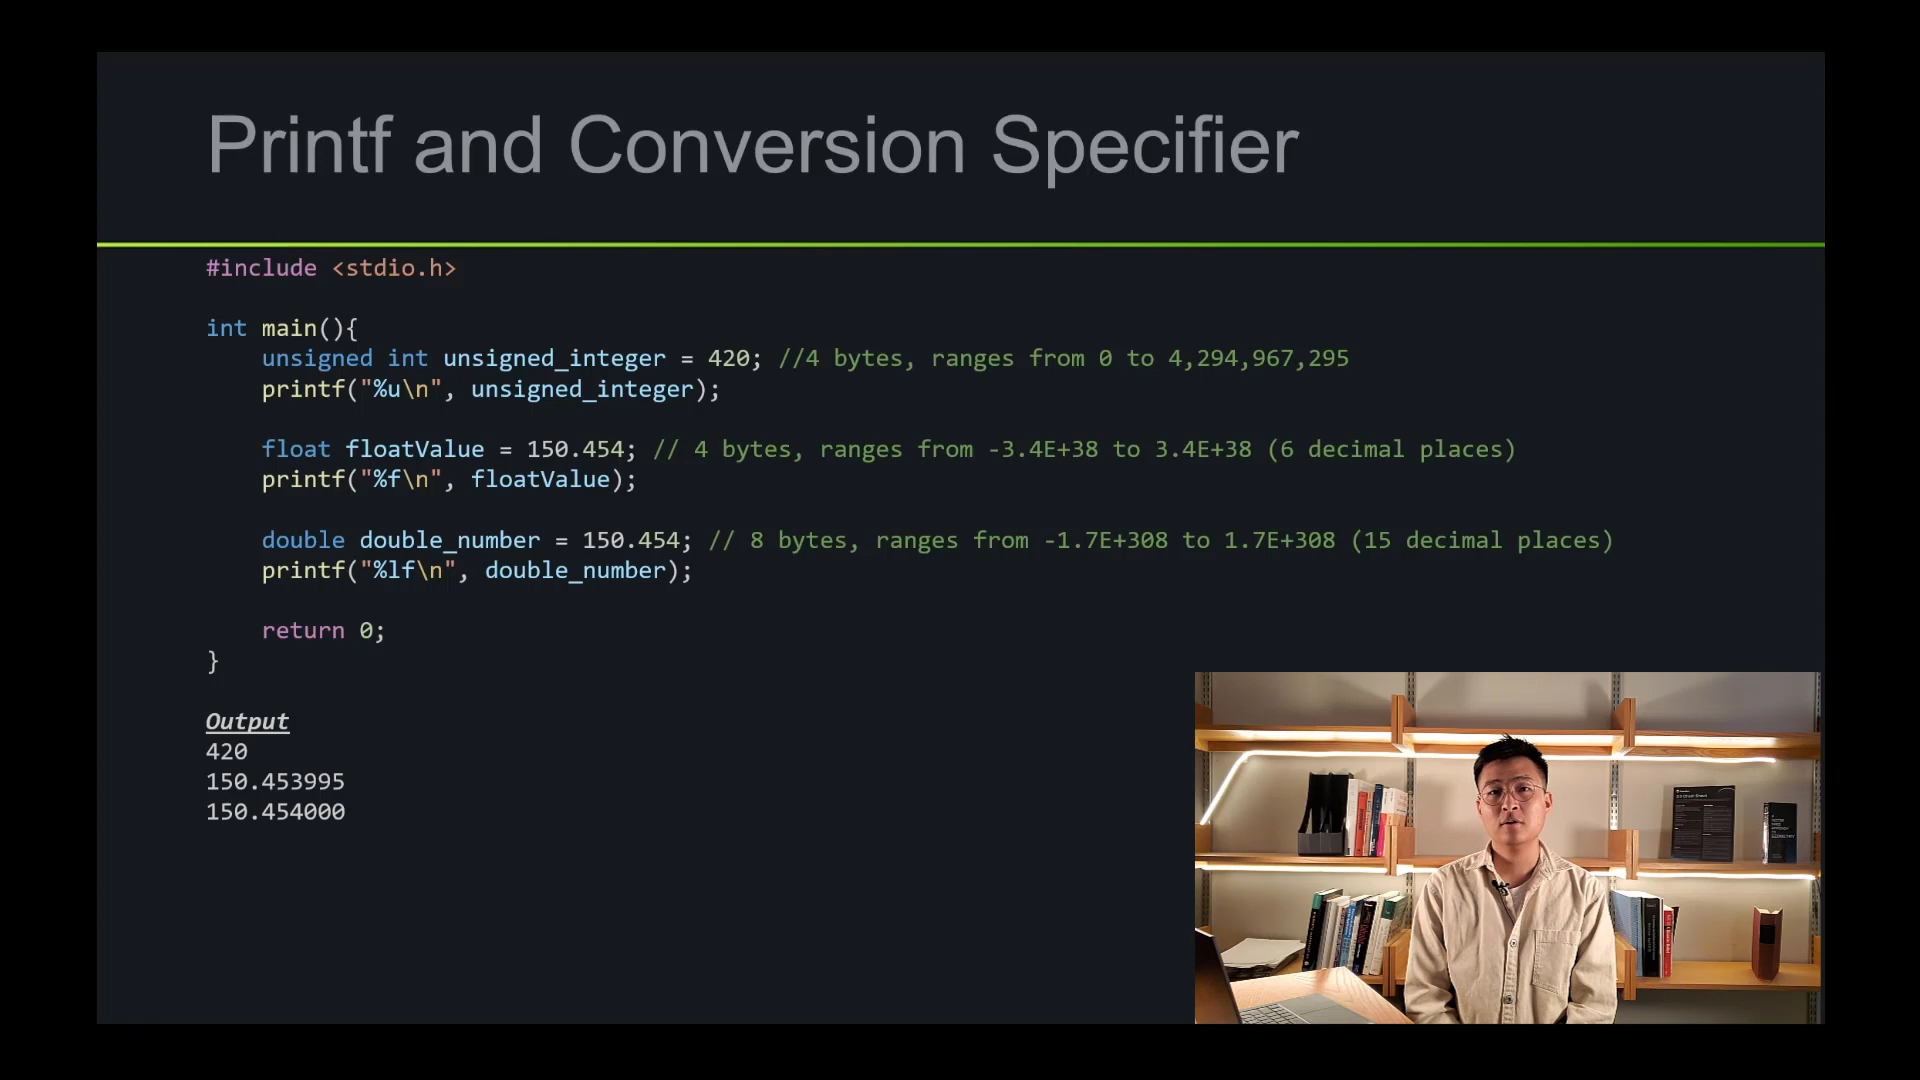 Printf and Conversion Specifier
#include <stdio.h>
int main(){
unsigned int unsigned_integer = 420; //4 bytes, ranges from 0 to 4,294,967,295
printf("%u\n", unsigned_integer);
float floatValue = 150.454; // 4 bytes, ranges from -3.4E+38 to 3.4E+38 (6 decimal places)
printf("%f\n", floatValue);
double double_number = 150.454; // 8 bytes, ranges from -1.7E+308 to 1.7E+308 (15 decimal places)
printf("%lf\n", double_number);
return 0;
}
Output
420
150.453995
150.454000